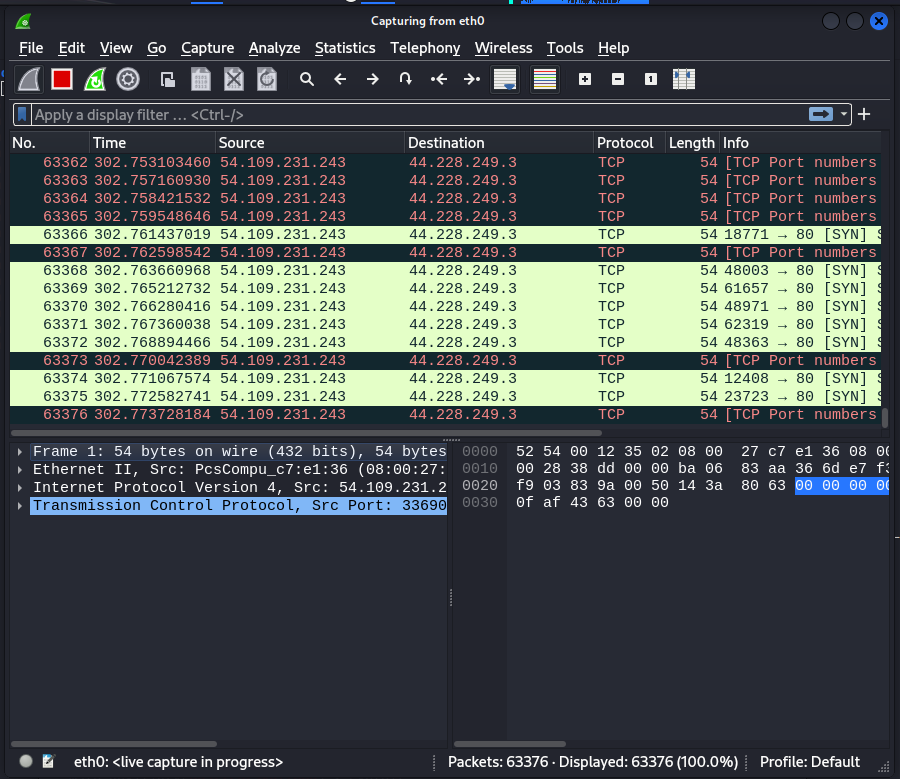 Capturing from eth0
File Edit View Go Capture Analyze Statistics Telephony Wireless Tools Help
Apply a display filter … <Ctrl-/>
No. Time Source Destination Protocol Length Info
63362 302.753103460 54.109.231.243 44.228.249.3 TCP 54 [TCP Port numbers
63363 302.757160930 54.109.231.243 44.228.249.3 TCP 54 [TCP Port numbers
63364 302.758421532 54.109.231.243 44.228.249.3 TCP 54 [TCP Port numbers
63365 302.759548646 54.109.231.243 44.228.249.3 TCP 54 [TCP Port numbers
63366 302.761437019 54.109.231.243 44.228.249.3 TCP 54 18771 → 80 [SYN] S
63367 302.762598542 54.109.231.243 44.228.249.3 TCP 54 [TCP Port numbers
63368 302.763660968 54.109.231.243 44.228.249.3 TCP 54 48003 → 80 [SYN] S
63369 302.765212732 54.109.231.243 44.228.249.3 TCP 54 61657 → 80 [SYN] S
63370 302.766280416 54.109.231.243 44.228.249.3 TCP 54 48971 → 80 [SYN] S
63371 302.767360038 54.109.231.243 44.228.249.3 TCP 54 62319 → 80 [SYN] S
63372 302.768894466 54.109.231.243 44.228.249.3 TCP 54 48363 → 80 [SYN] S
63373 302.770042389 54.109.231.243 44.228.249.3 TCP 54 [TCP Port numbers
63374 302.771067574 54.109.231.243 44.228.249.3 TCP 54 12408 → 80 [SYN] S
63375 302.772582741 54.109.231.243 44.228.249.3 TCP 54 23723 → 80 [SYN] S
63376 302.773728184 54.109.231.243 44.228.249.3 TCP 54 [TCP Port numbers
Frame 1: 54 bytes on wire (432 bits), 54 bytes
Ethernet II, Src: PcsCompu_c7:e1:36 (08:00:27:
Internet Protocol Version 4, Src: 54.109.231.2
Transmission Control Protocol, Src Port: 33690
0000 52 54 00 12 35 02 08 00 27 c7 e1 36 08 00
0010 00 28 38 dd 00 00 ba 06 83 aa 36 6d e7 f3
0020 f9 03 83 9a 00 50 14 3a 80 63 00 00 00 00
0030 0f af 43 63 00 00
eth0: <live capture in progress> Packets: 63376 · Displayed: 63376 (100.0%) Profile: Default